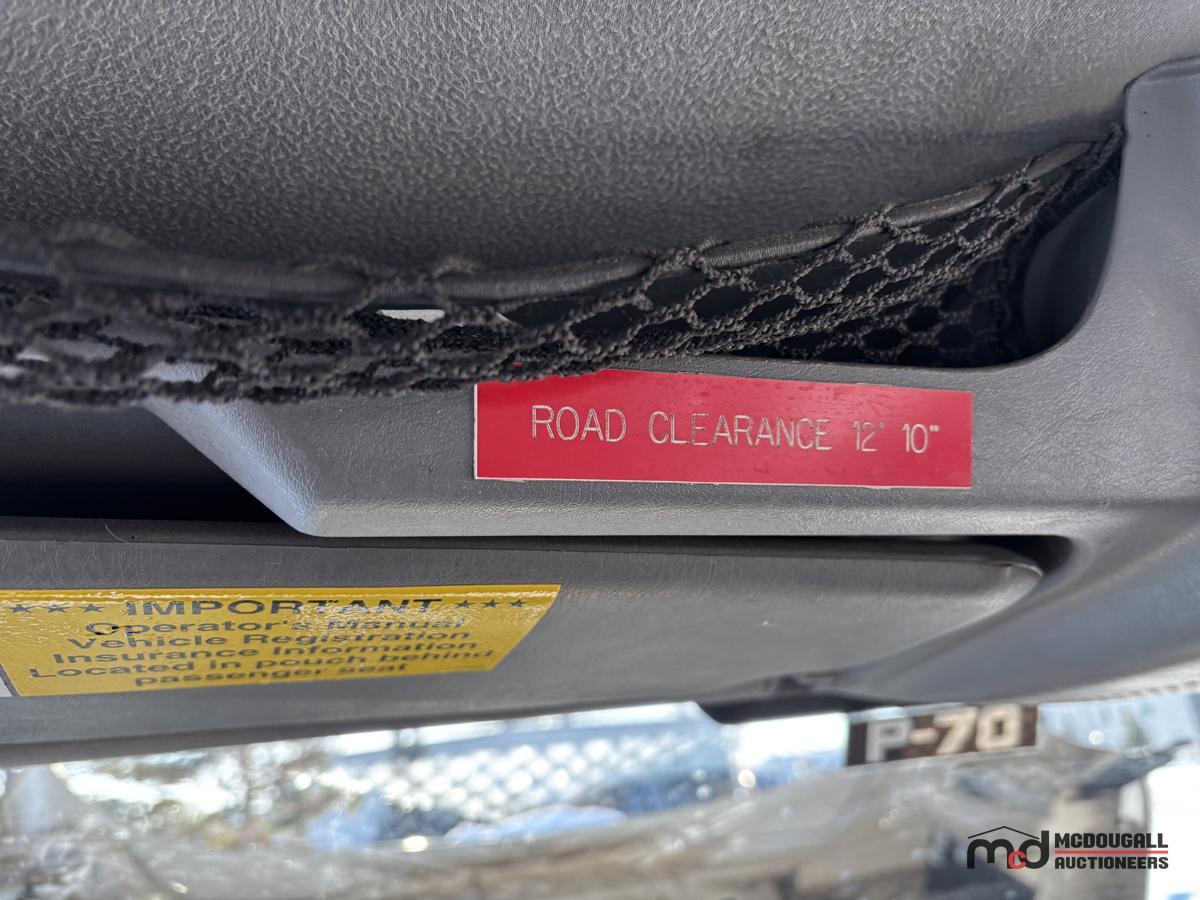 ROAD CLEARANCE 12' 10"
*** IMPORTANT ***
Operator's Manual
Vehicle Registration
Insurance Information
Located in pouch behind
passenger seat
P-70
mcd MCDOUGALL
AUCTIONEERS